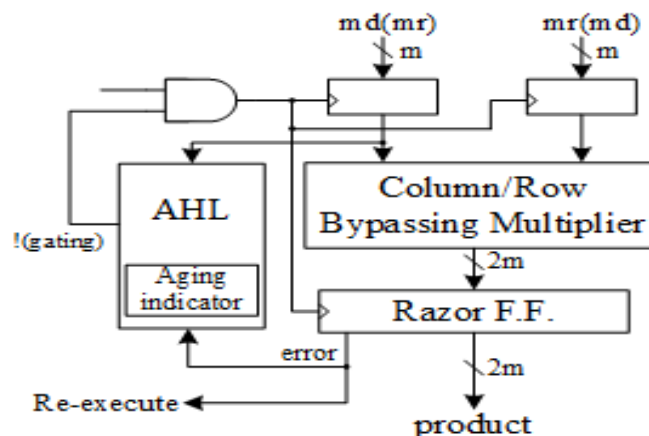 md(mr)
mr(md)
m
m
AHL
Column/Row
Bypassing Multiplier
!(gating)
Aging
indicator
2m
Razor F.F.
error
2m
Re-execute
product